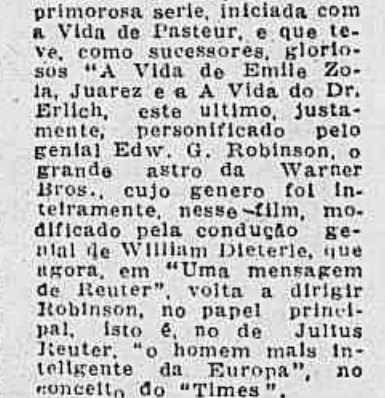 primorosa serie, iniciada com
a Vida de Pasteur, e que te-
ve, como sucessores, glorio-
sos "A Vida de Emile Zo-
la, Juarez e a A Vida do Dr.
Erlich, este ultimo, justa-
mente, personificado pelo
genial Edw. G. Robinson, o
grande astro da Warner
Bros., cujo genero foi in-
teiramente, nesse film, mo-
dificado pela condução ge-
nial de William Dieterle, que
agora, em "Uma mensagem
de Reuter", volta a dirigir
Robinson, no papel princi-
pal, isto é, no de Julius
Reuter, "o homem mais in-
teligente da Europa", no
conceito do "Times".